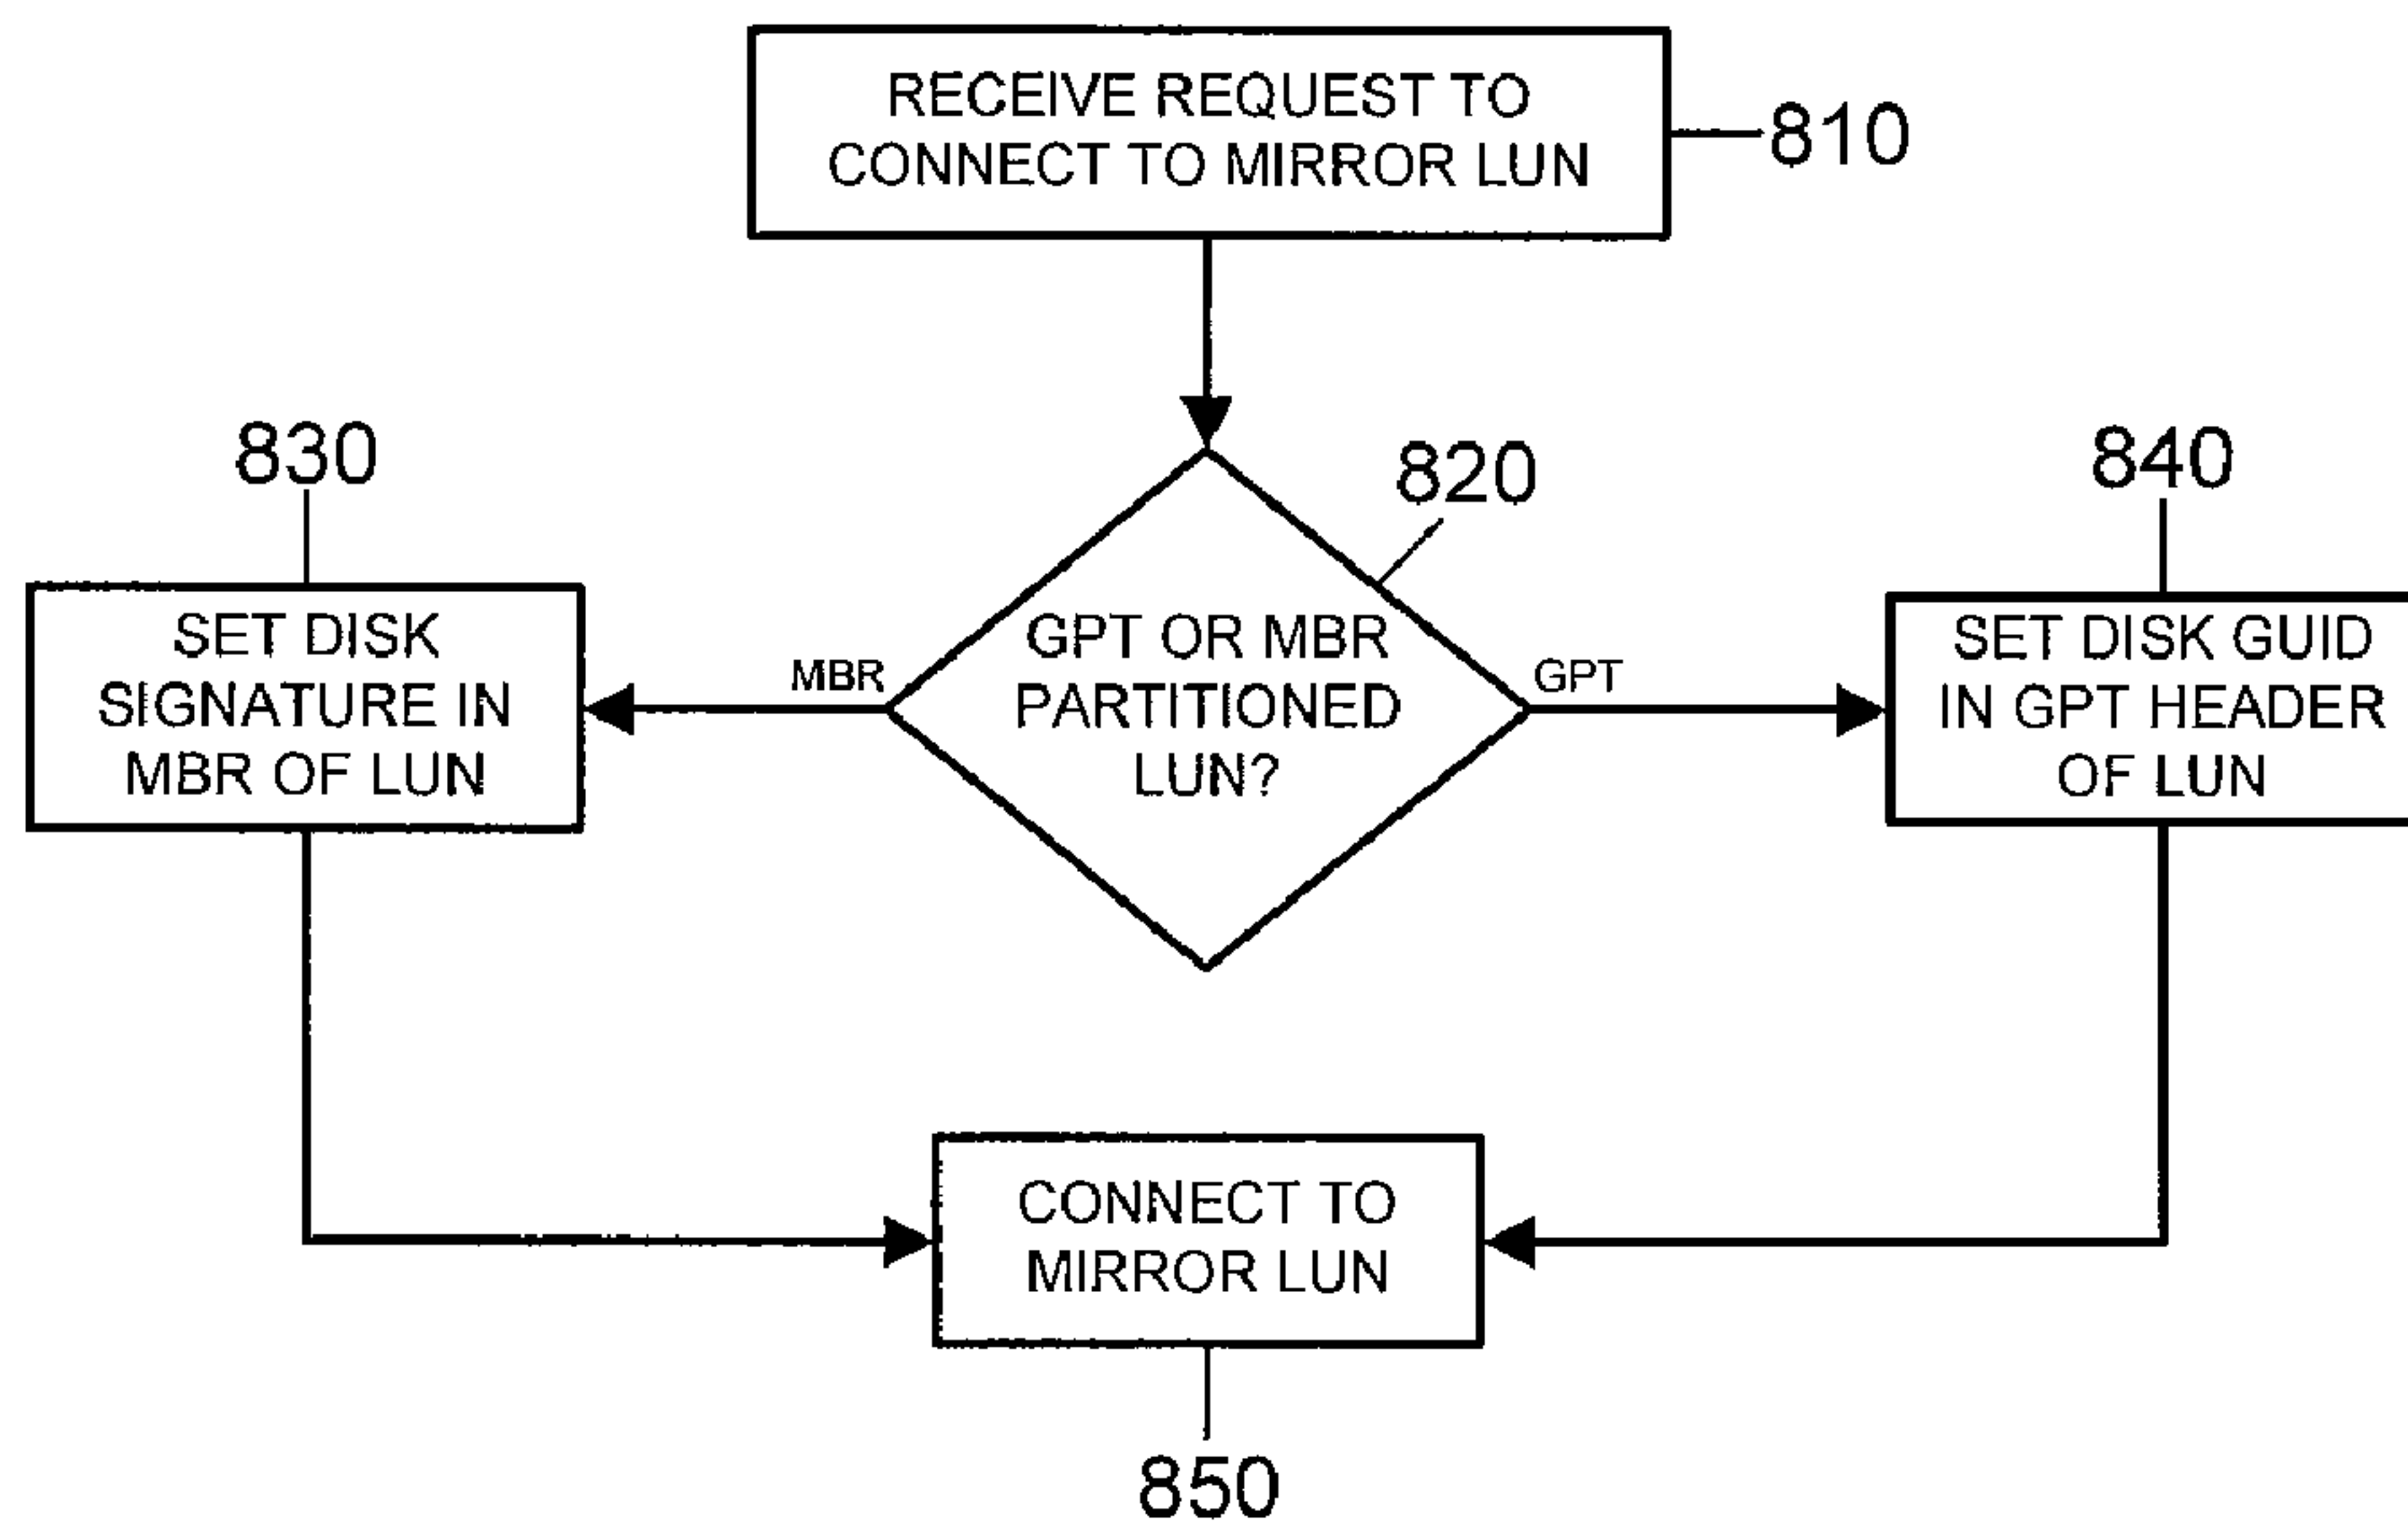 RECEIVE REQUEST TO
CONNECT TO MIRROR LUN
810
830
820
840
SET DISK
SIGNATURE IN
MBR OF LUN
MBR
GPT OR MBR
PARTITIONED
LUN?
GPT
SET DISK GUID
IN GPT HEADER
OF LUN
CONNECT TO
MIRROR LUN
850